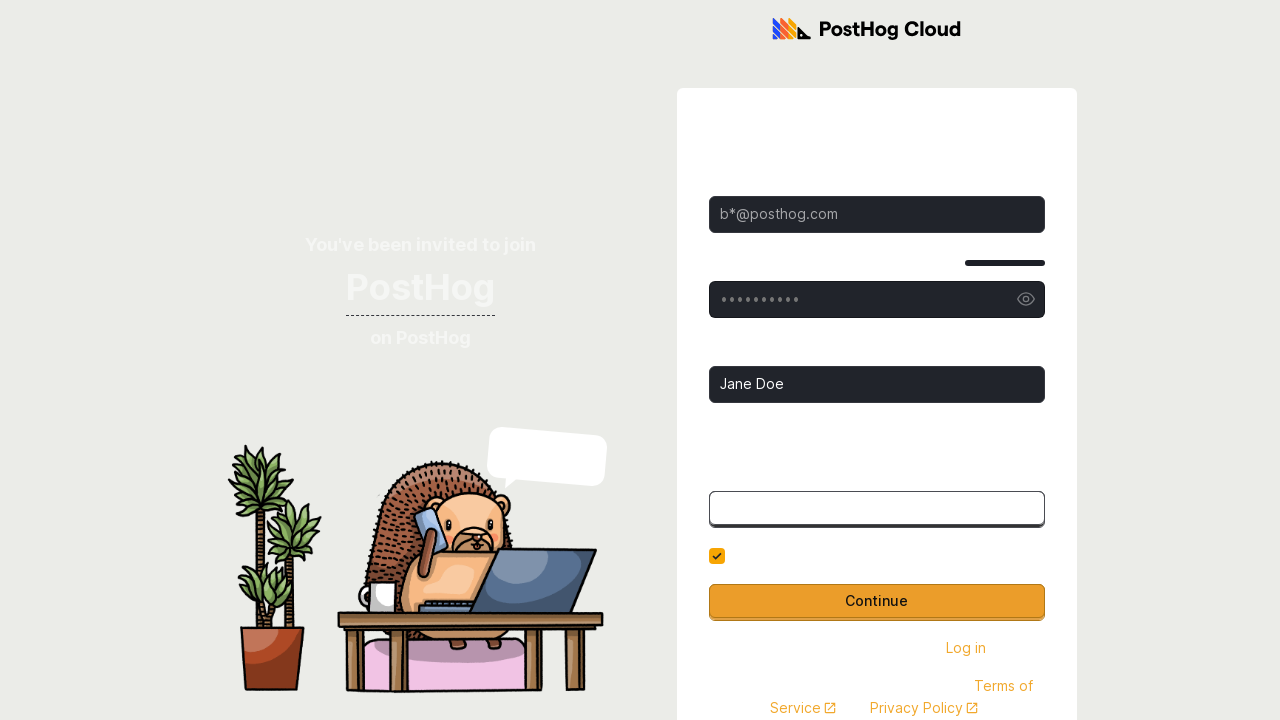 PostHog Cloud
You've been invited to join
PostHog
on PostHog
b*@posthog.com
••••••••••
Jane Doe
Continue
Log in
Terms of
Service
Privacy Policy